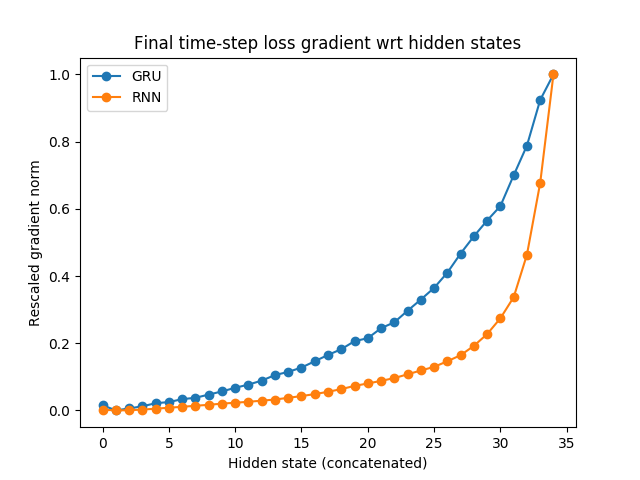 Final time-step loss gradient wrt hidden states
GRU
RNN
Rescaled gradient norm
1.0
0.8
0.6
0.4
0.2
0.0
0 5 10 15 20 25 30 35
Hidden state (concatenated)